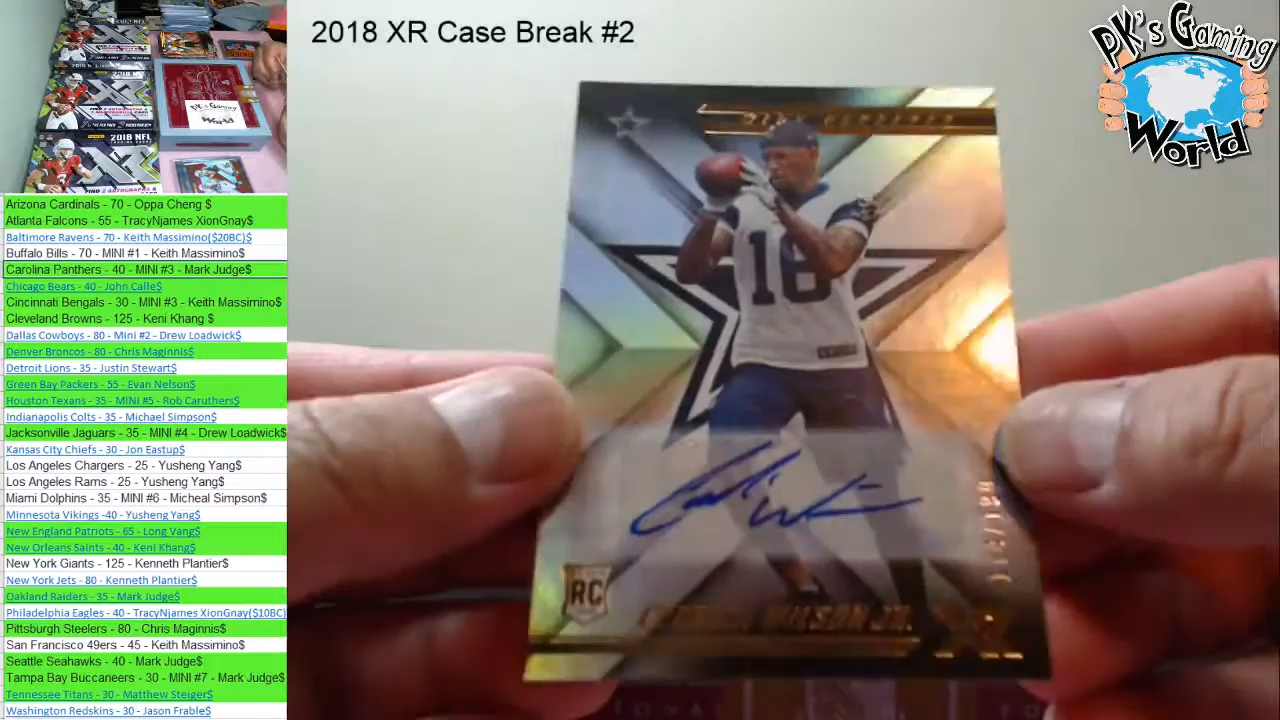 2018 XR Case Break #2
PK's Gaming
World
2018 NFL
Arizona Cardinals - 70 - Oppa Cheng $
Atlanta Falcons - 55 - TracyNjames XionGnay$
Baltimore Ravens - 70 - Keith Massimino($20BC)$
Buffalo Bills - 70 - MINI #1 - Keith Massimino$
Carolina Panthers - 40 - MINI #3 - Mark Judge$
Chicago Bears - 40 - John Calle$
Cincinnati Bengals - 30 - MINI #3 - Keith Massimino$
Cleveland Browns - 125 - Keni Khang $
Dallas Cowboys - 80 - Mini #2 - Drew Loadwick$
Denver Broncos - 80 - Chris Maginnis$
Detroit Lions - 35 - Justin Stewart$
Green Bay Packers - 55 - Evan Nelson$
Houston Texans - 35 - MINI #5 - Rob Caruthers$
Indianapolis Colts - 35 - Michael Simpson$
Jacksonville Jaguars - 35 - MINI #4 - Drew Loadwick$
Kansas City Chiefs - 30 - Jon Eastup$
Los Angeles Chargers - 25 - Yusheng Yang$
Los Angeles Rams - 25 - Yusheng Yang$
Miami Dolphins - 35 - MINI #6 - Micheal Simpson$
Minnesota Vikings -40 - Yusheng Yang$
New England Patriots - 65 - Long Vang$
New Orleans Saints - 40 - Keni Khang$
New York Giants - 125 - Kenneth Plantier$
New York Jets - 80 - Kenneth Plantier$
Oakland Raiders - 35 - Mark Judge$
Philadelphia Eagles - 40 - TracyNjames XionGnay($10BC)
Pittsburgh Steelers - 80 - Chris Maginnis$
San Francisco 49ers - 45 - Keith Massimino$
Seattle Seahawks - 40 - Mark Judge$
Tampa Bay Buccaneers - 30 - MINI #7 - Mark Judge$
Tennessee Titans - 30 - Matthew Steiger$
Washington Redskins - 30 - Jason Frable$
18
RC
WILSON JR.
XR